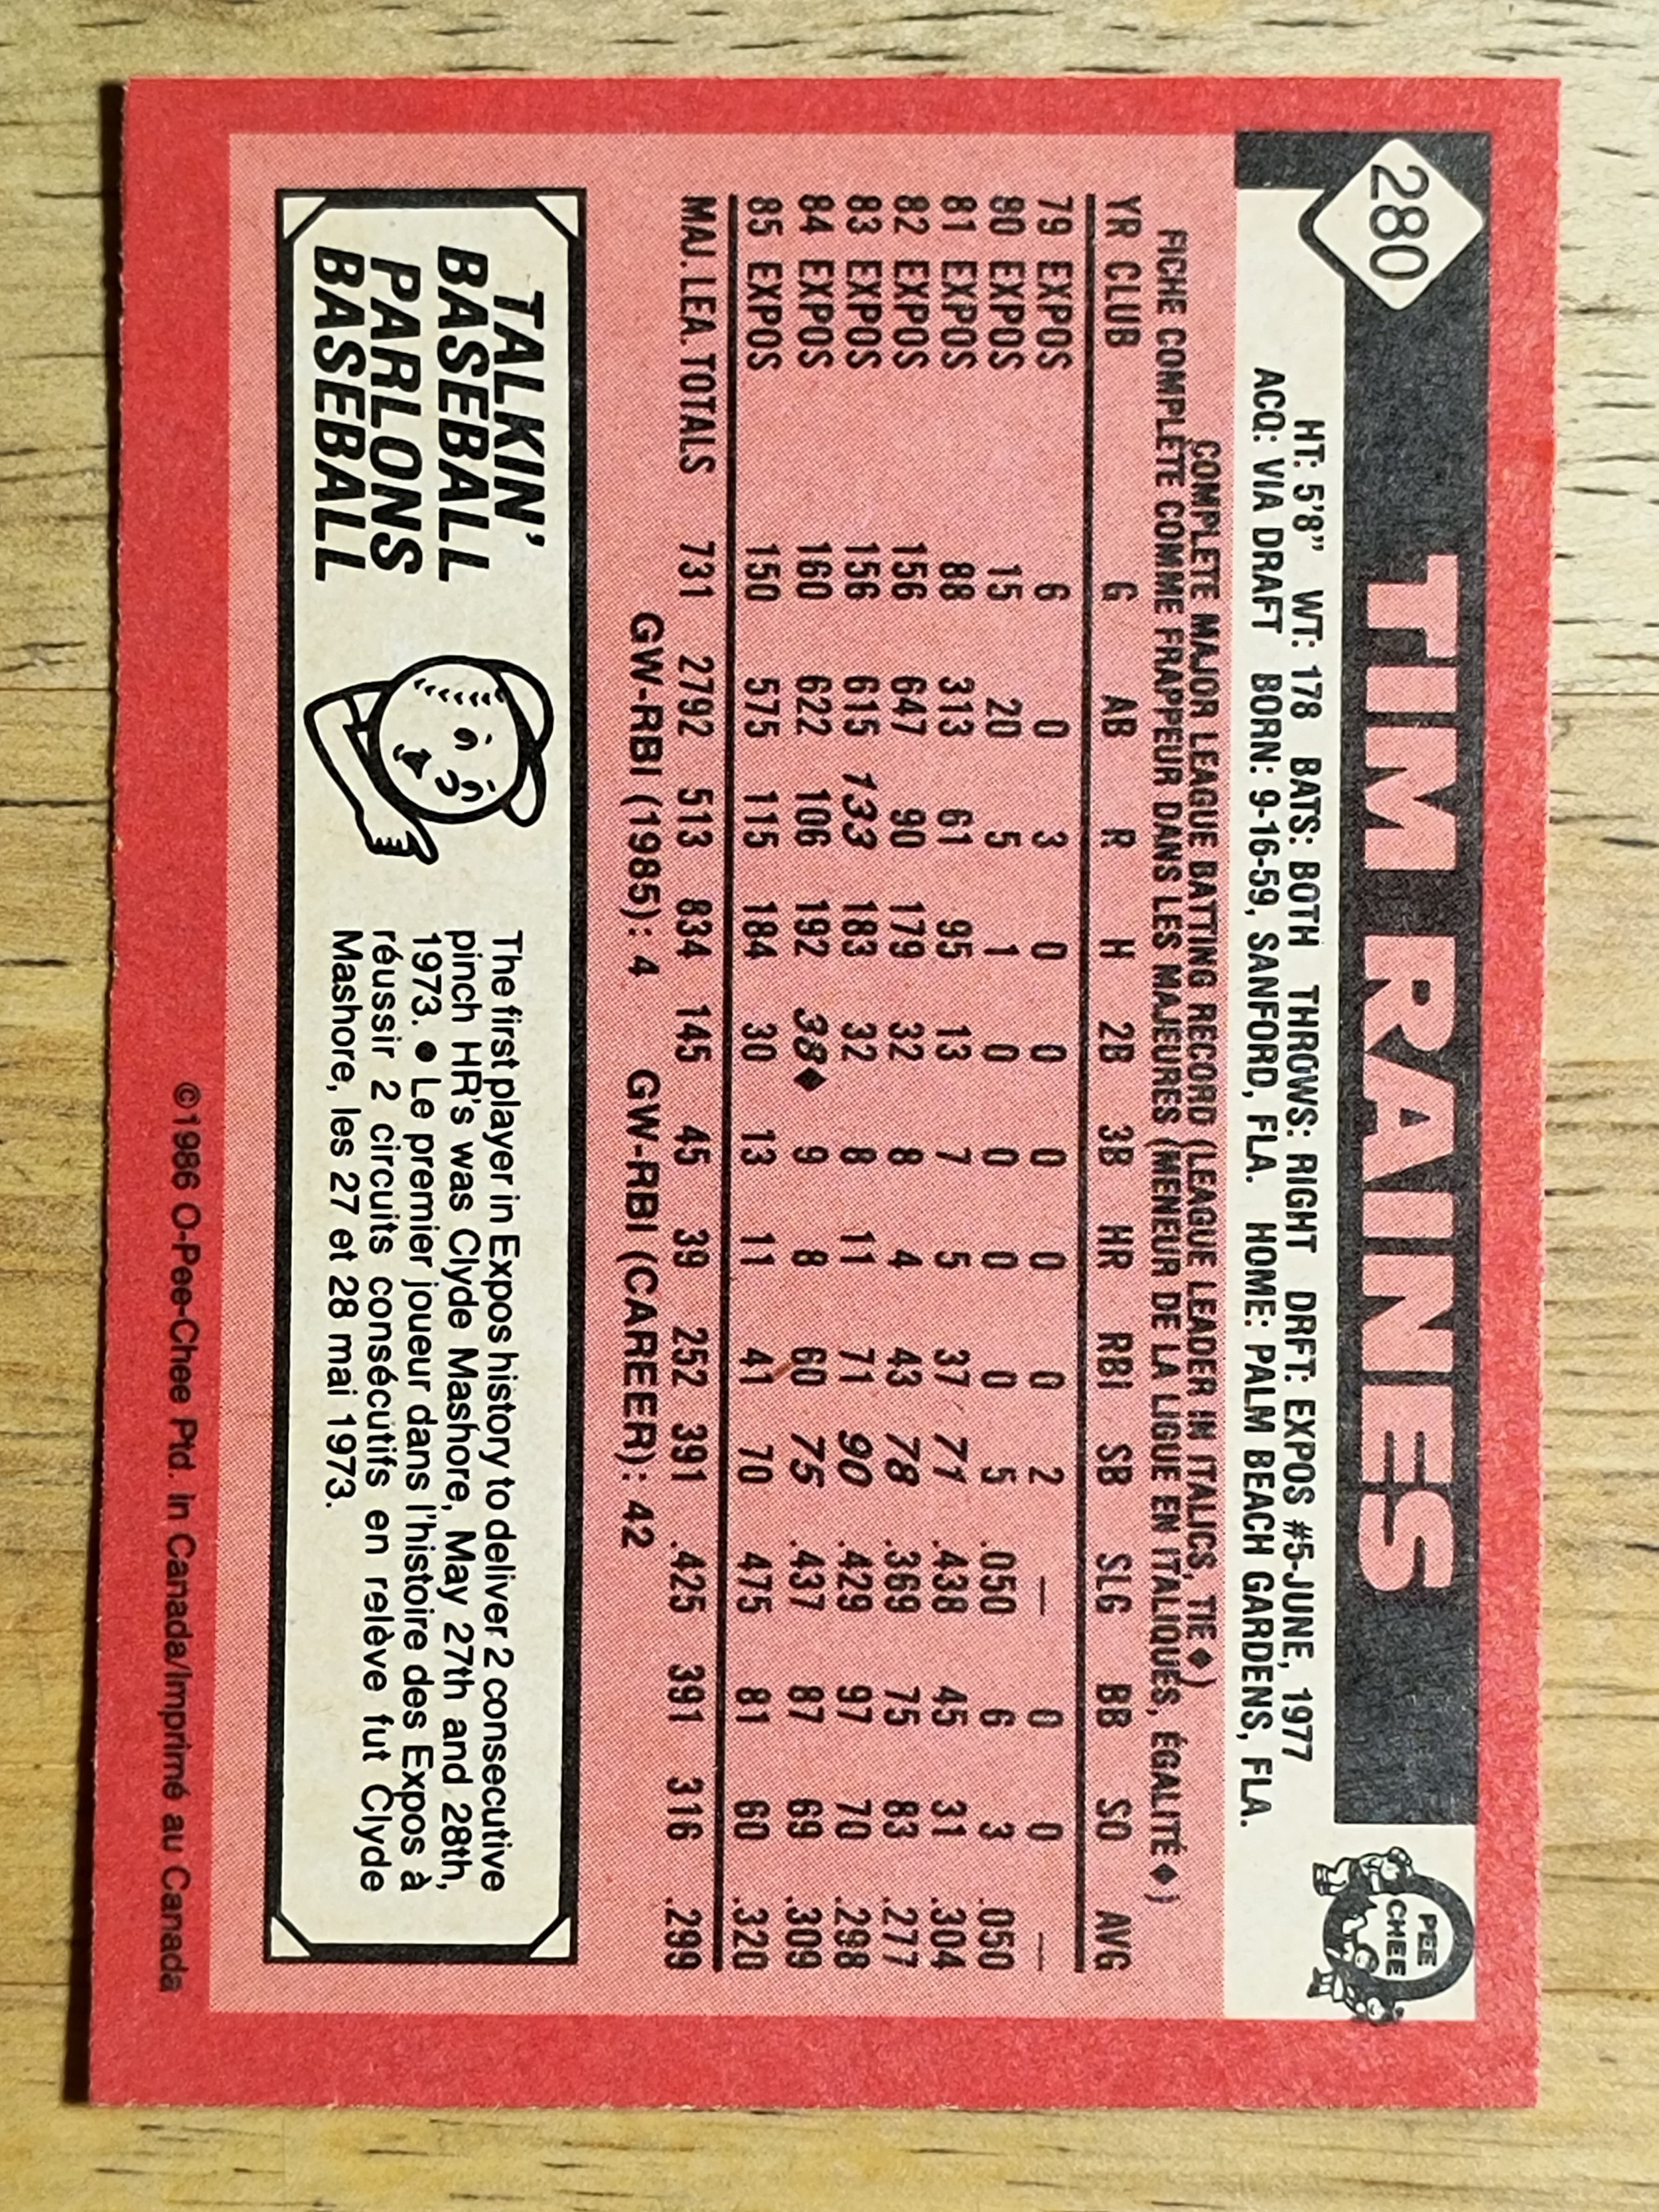 280
TIM RAINES
O PEE CHEE
HT: 5'8" WT: 178 BATS: BOTH THROWS: RIGHT DRFT: EXPOS #5-JUNE, 1977
ACQ: VIA DRAFT BORN: 9-16-59, SANFORD, FLA. HOME: PALM BEACH GARDENS, FLA.
COMPLETE MAJOR LEAGUE BATTING RECORD (LEAGUE LEADER IN ITALICS, TIE ♦)
FICHE COMPLÈTE COMME FRAPPEUR DANS LES MAJEURES (MENEUR DE LA LIGUE EN ITALIQUES, ÉGALITÉ ♦)
YR CLUB G AB R H 2B 3B HR RBI SB SLG BB SO AVG
79 EXPOS 6 0 3 0 0 0 0 0 2 — 0 0 —
80 EXPOS 15 20 5 1 0 0 0 0 5 .050 6 3 .050
81 EXPOS 88 313 61 95 13 7 5 37 71 .438 45 31 .304
82 EXPOS 156 647 90 179 32 8 4 43 78 .369 75 83 .277
83 EXPOS 156 615 133 183 32 8 11 71 90 .429 97 70 .298
84 EXPOS 160 622 106 192 38♦ 9 8 60 75 .437 87 69 .309
85 EXPOS 150 575 115 184 30 13 11 41 70 475 81 60 .320
MAJ. LEA. TOTALS 731 2792 513 834 145 45 39 252 391 .425 391 316 .299
GW-RBI (1985): 4 GW-RBI (CAREER): 42
TALKIN'
BASEBALL
PARLONS
BASEBALL
The first player in Expos history to deliver 2 consecutive
pinch HR's was Clyde Mashore, May 27th and 28th,
1973. ● Le premier joueur dans l'histoire des Expos à
réussir 2 circuits consécutifs en relève fut Clyde
Mashore, les 27 et 28 mai 1973.
©1986 O-Pee-Chee Ptd. in Canada/Imprimé au Canada